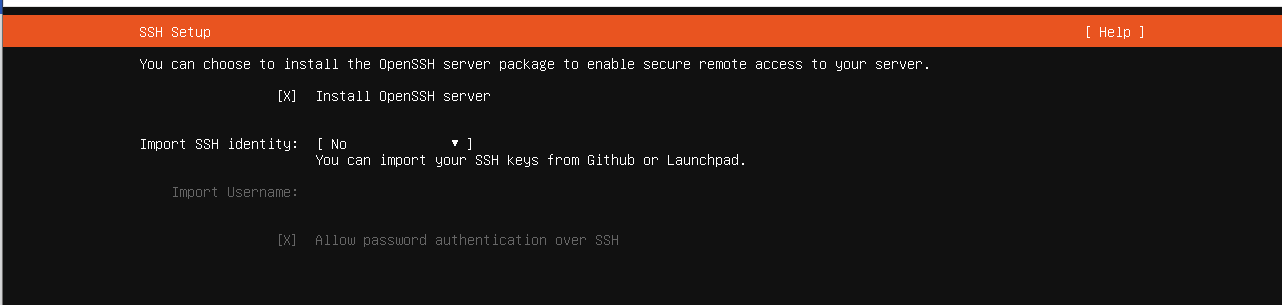 SSH Setup [ Help ]
You can choose to install the OpenSSH server package to enable secure remote access to your server.
[X] Install OpenSSH server
Import SSH identity: [ No ▼ ]
You can import your SSH keys from Github or Launchpad.
Import Username:
[X] Allow password authentication over SSH